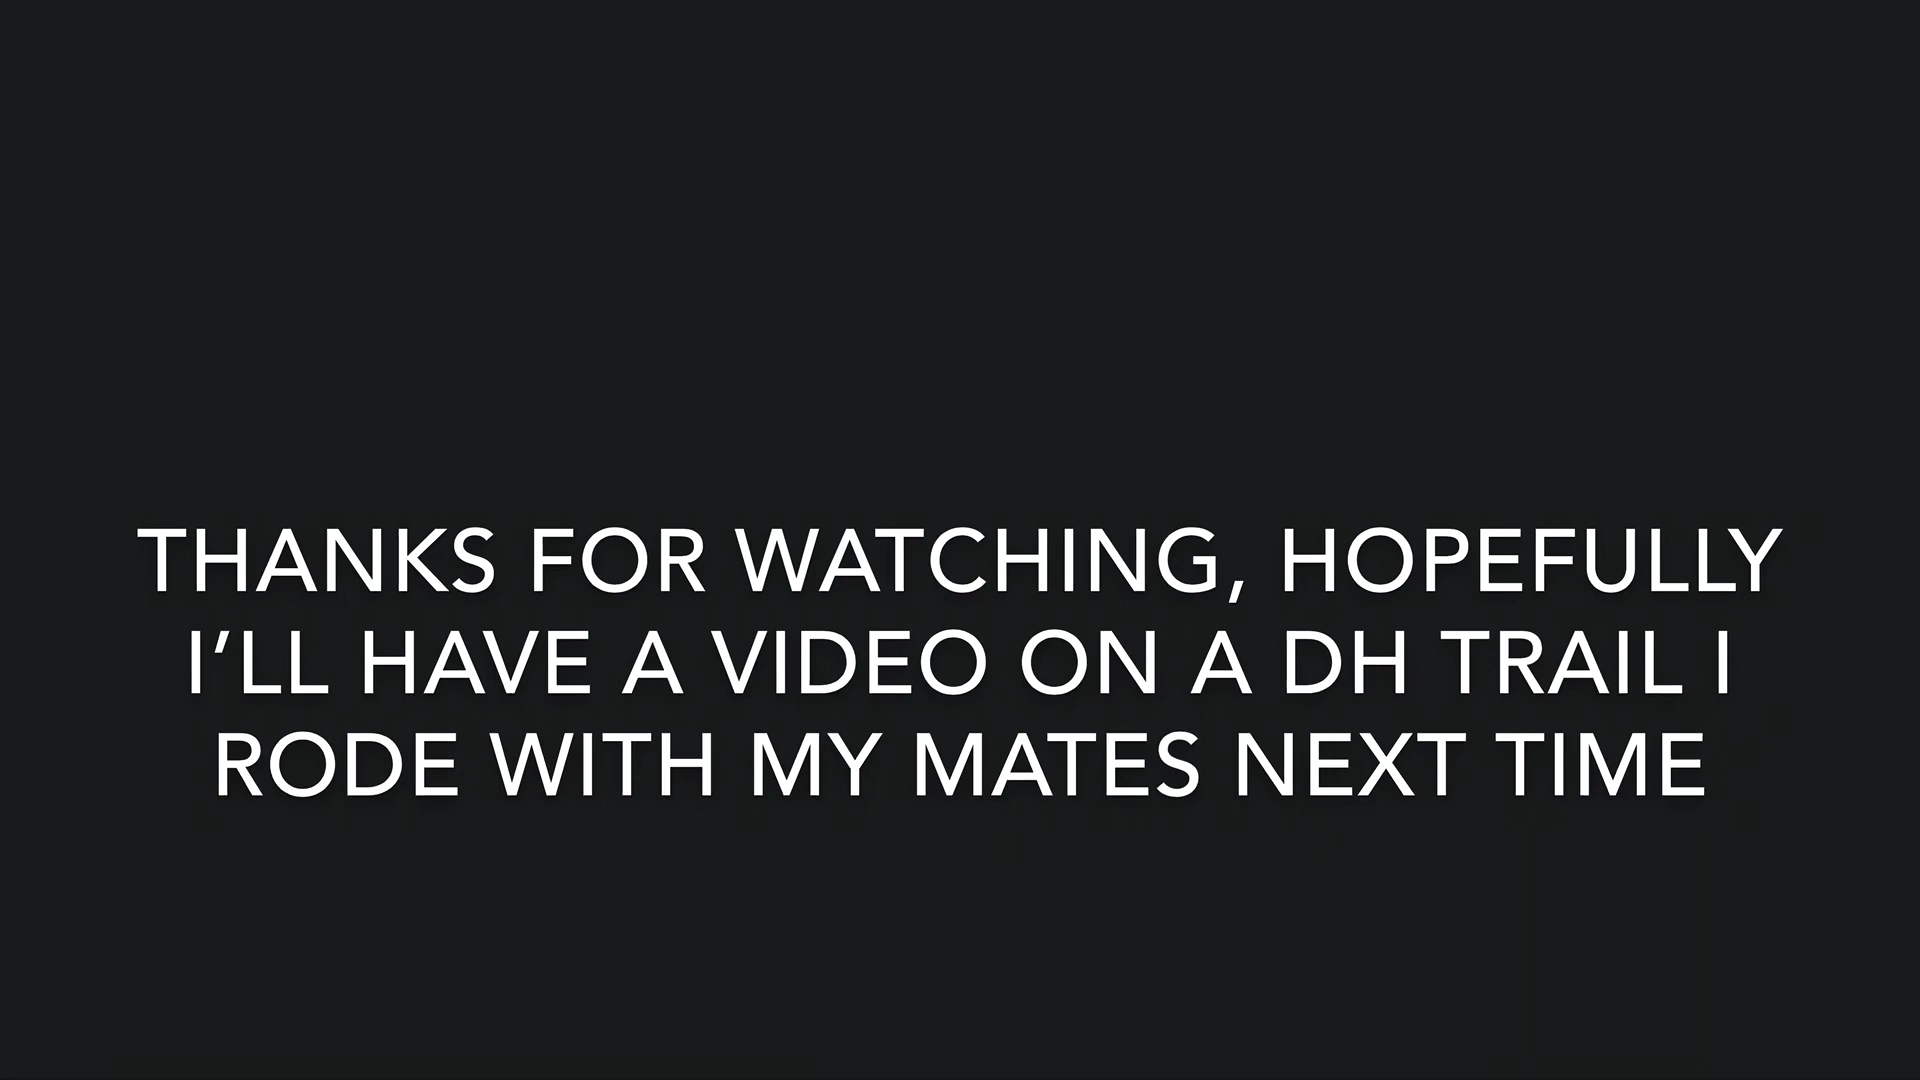 THANKS FOR WATCHING, HOPEFULLY
I’LL HAVE A VIDEO ON A DH TRAIL I
RODE WITH MY MATES NEXT TIME